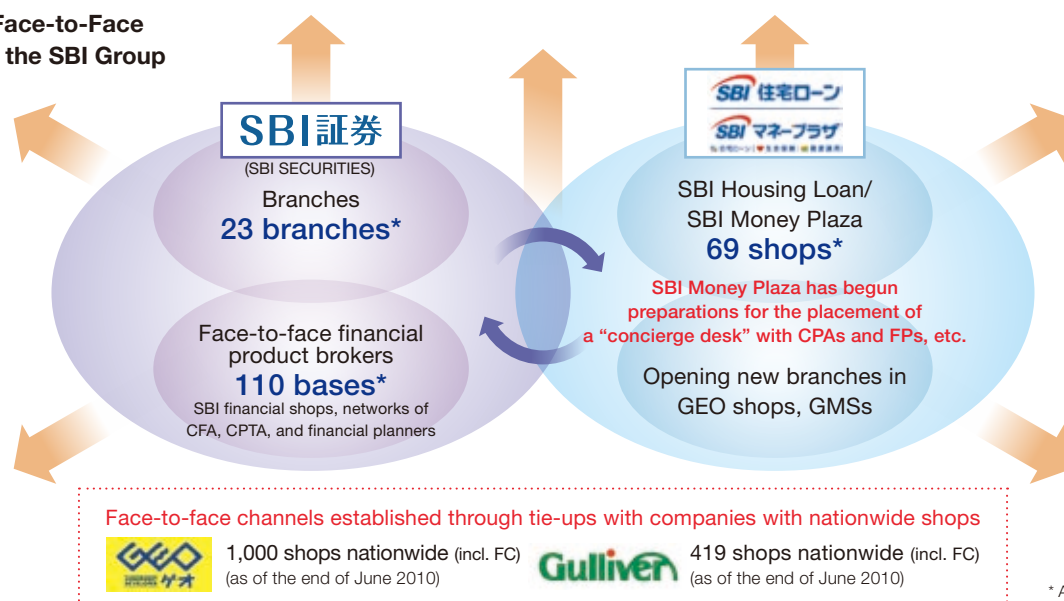 Face-to-Face
the SBI Group
SBI証券
(SBI SECURITIES)
Branches
23 branches*
Face-to-face financial
product brokers
110 bases*
SBI financial shops, networks of
CFA, CPTA, and financial planners
SBI 住宅ローン
SBI マネープラザ
SBI Housing Loan/
SBI Money Plaza
69 shops*
SBI Money Plaza has begun
preparations for the placement of
a “concierge desk” with CPAs and FPs, etc.
Opening new branches in
GEO shops, GMSs
Face-to-face channels established through tie-ups with companies with nationwide shops
GEO
ゲオ
1,000 shops nationwide (incl. FC)
(as of the end of June 2010)
Gulliver
419 shops nationwide (incl. FC)
(as of the end of June 2010)
*